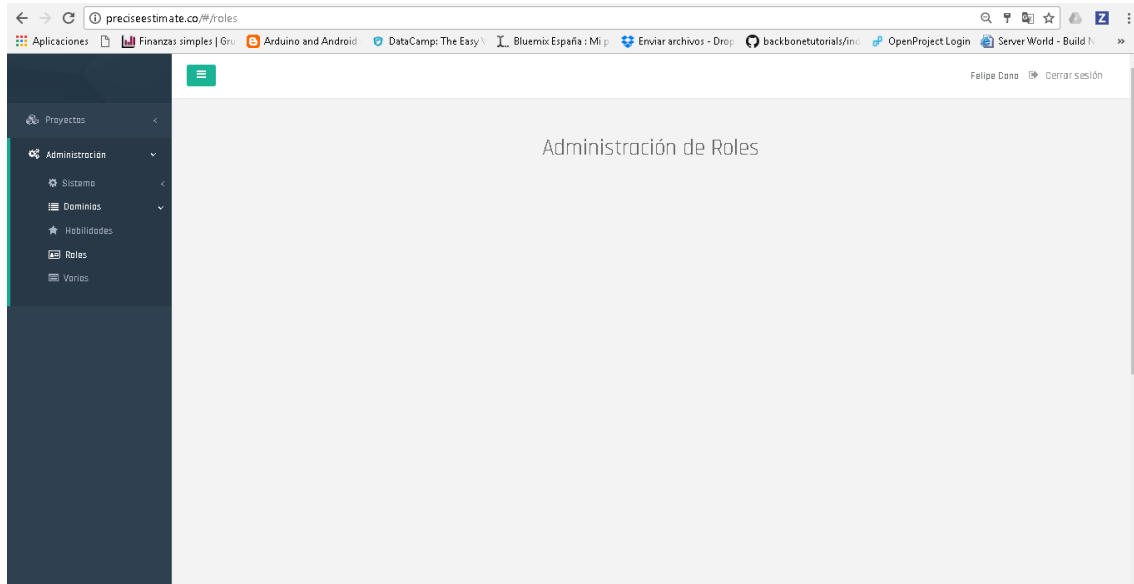 preciseestimate.co/#/roles
Aplicaciones Finanzas simples | Gru Arduino and Android DataCamp: The Easy W Bluemix España : Mi p Enviar archivos - Drop backbonetutorials/ind OpenProject Login Server World - Build N »
Felipe Cano Cerrar sesión
Proyectos
Administración
Sistema
Dominios
Habilidades
Roles
Varios
Administración de Roles